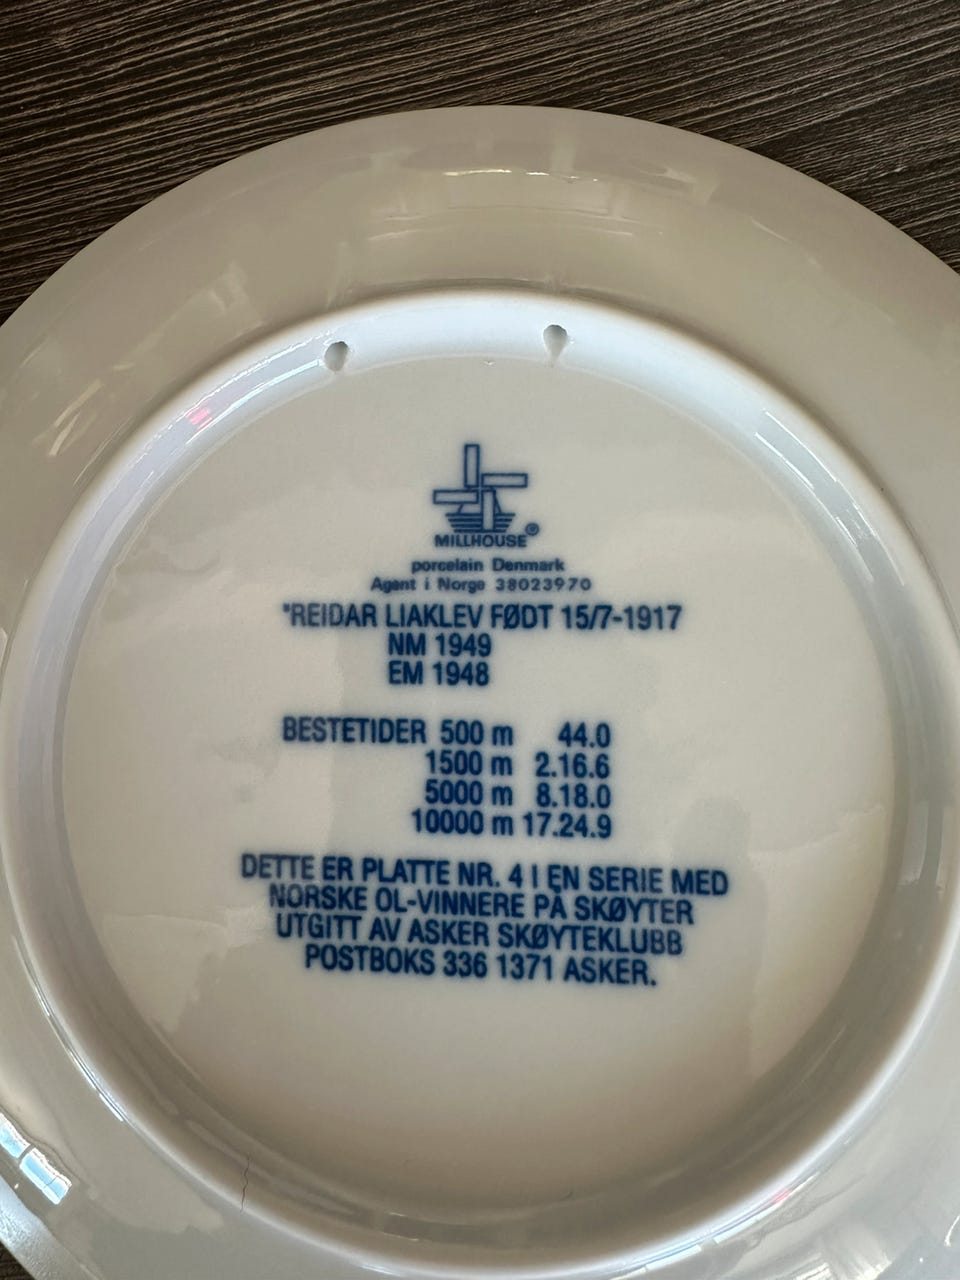 MILLHOUSE®
porcelain Denmark
Agent i Norge 38023970
"REIDAR LIAKLEV FØDT 15/7-1917
NM 1949
EM 1948
BESTETIDER 500 m 44.0
1500 m 2.16.6
5000 m 8.18.0
10000 m 17.24.9
DETTE ER PLATTE NR. 4 I EN SERIE MED
NORSKE OL-VINNERE PÅ SKØYTER
UTGITT AV ASKER SKØYTEKLUBB
POSTBOKS 336 1371 ASKER.